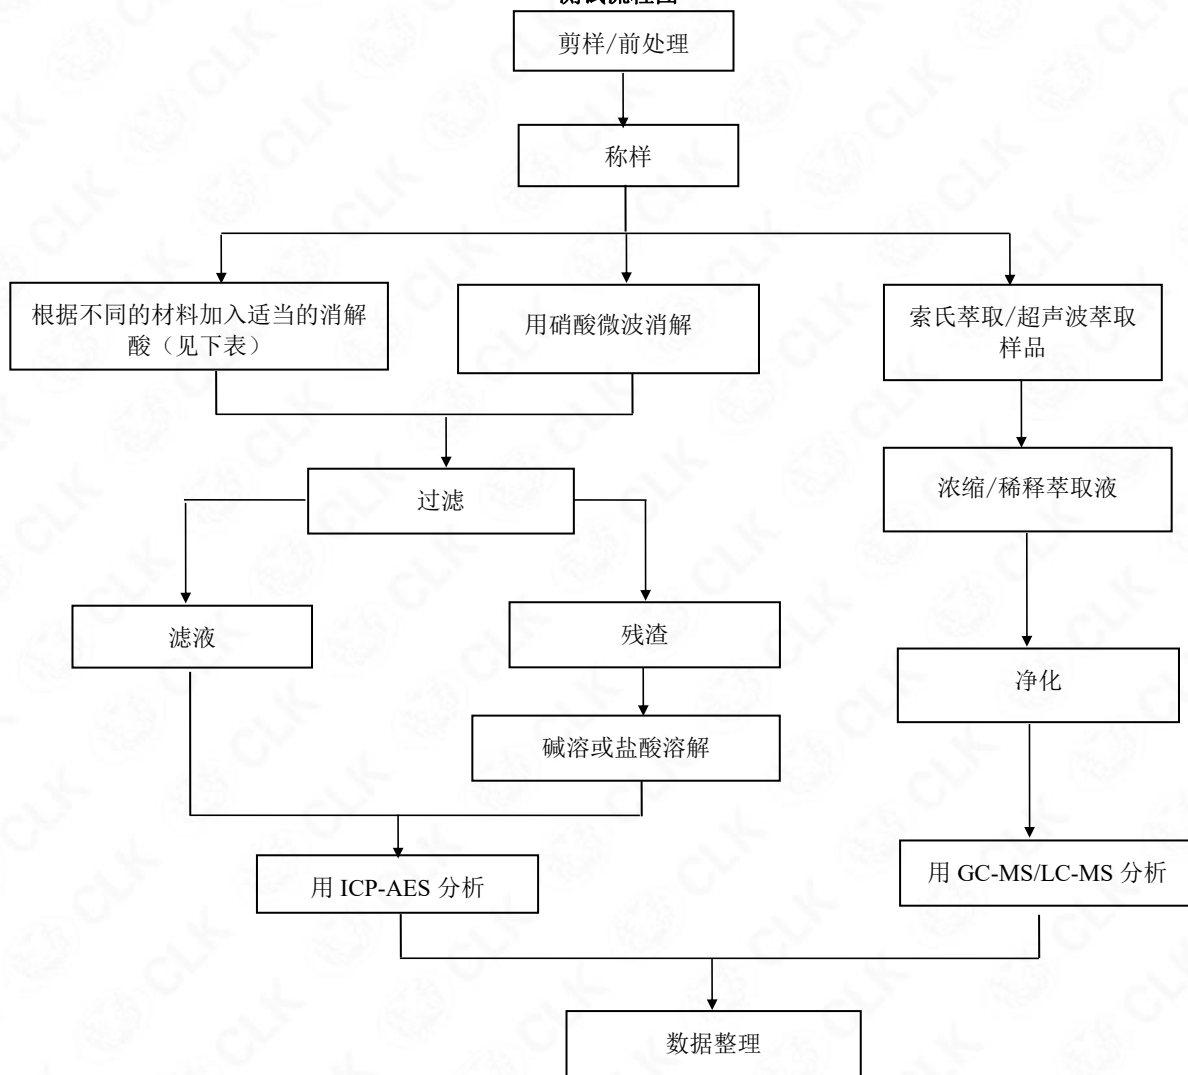 测试流程图
剪样/前处理
称样
根据不同的材料加入适当的消解
酸（见下表）
用硝酸微波消解
索氏萃取/超声波萃取
样品
浓缩/稀释萃取液
过滤
滤液
残渣
净化
碱溶或盐酸溶解
用 ICP-AES 分析
用 GC-MS/LC-MS 分析
数据整理
CLK